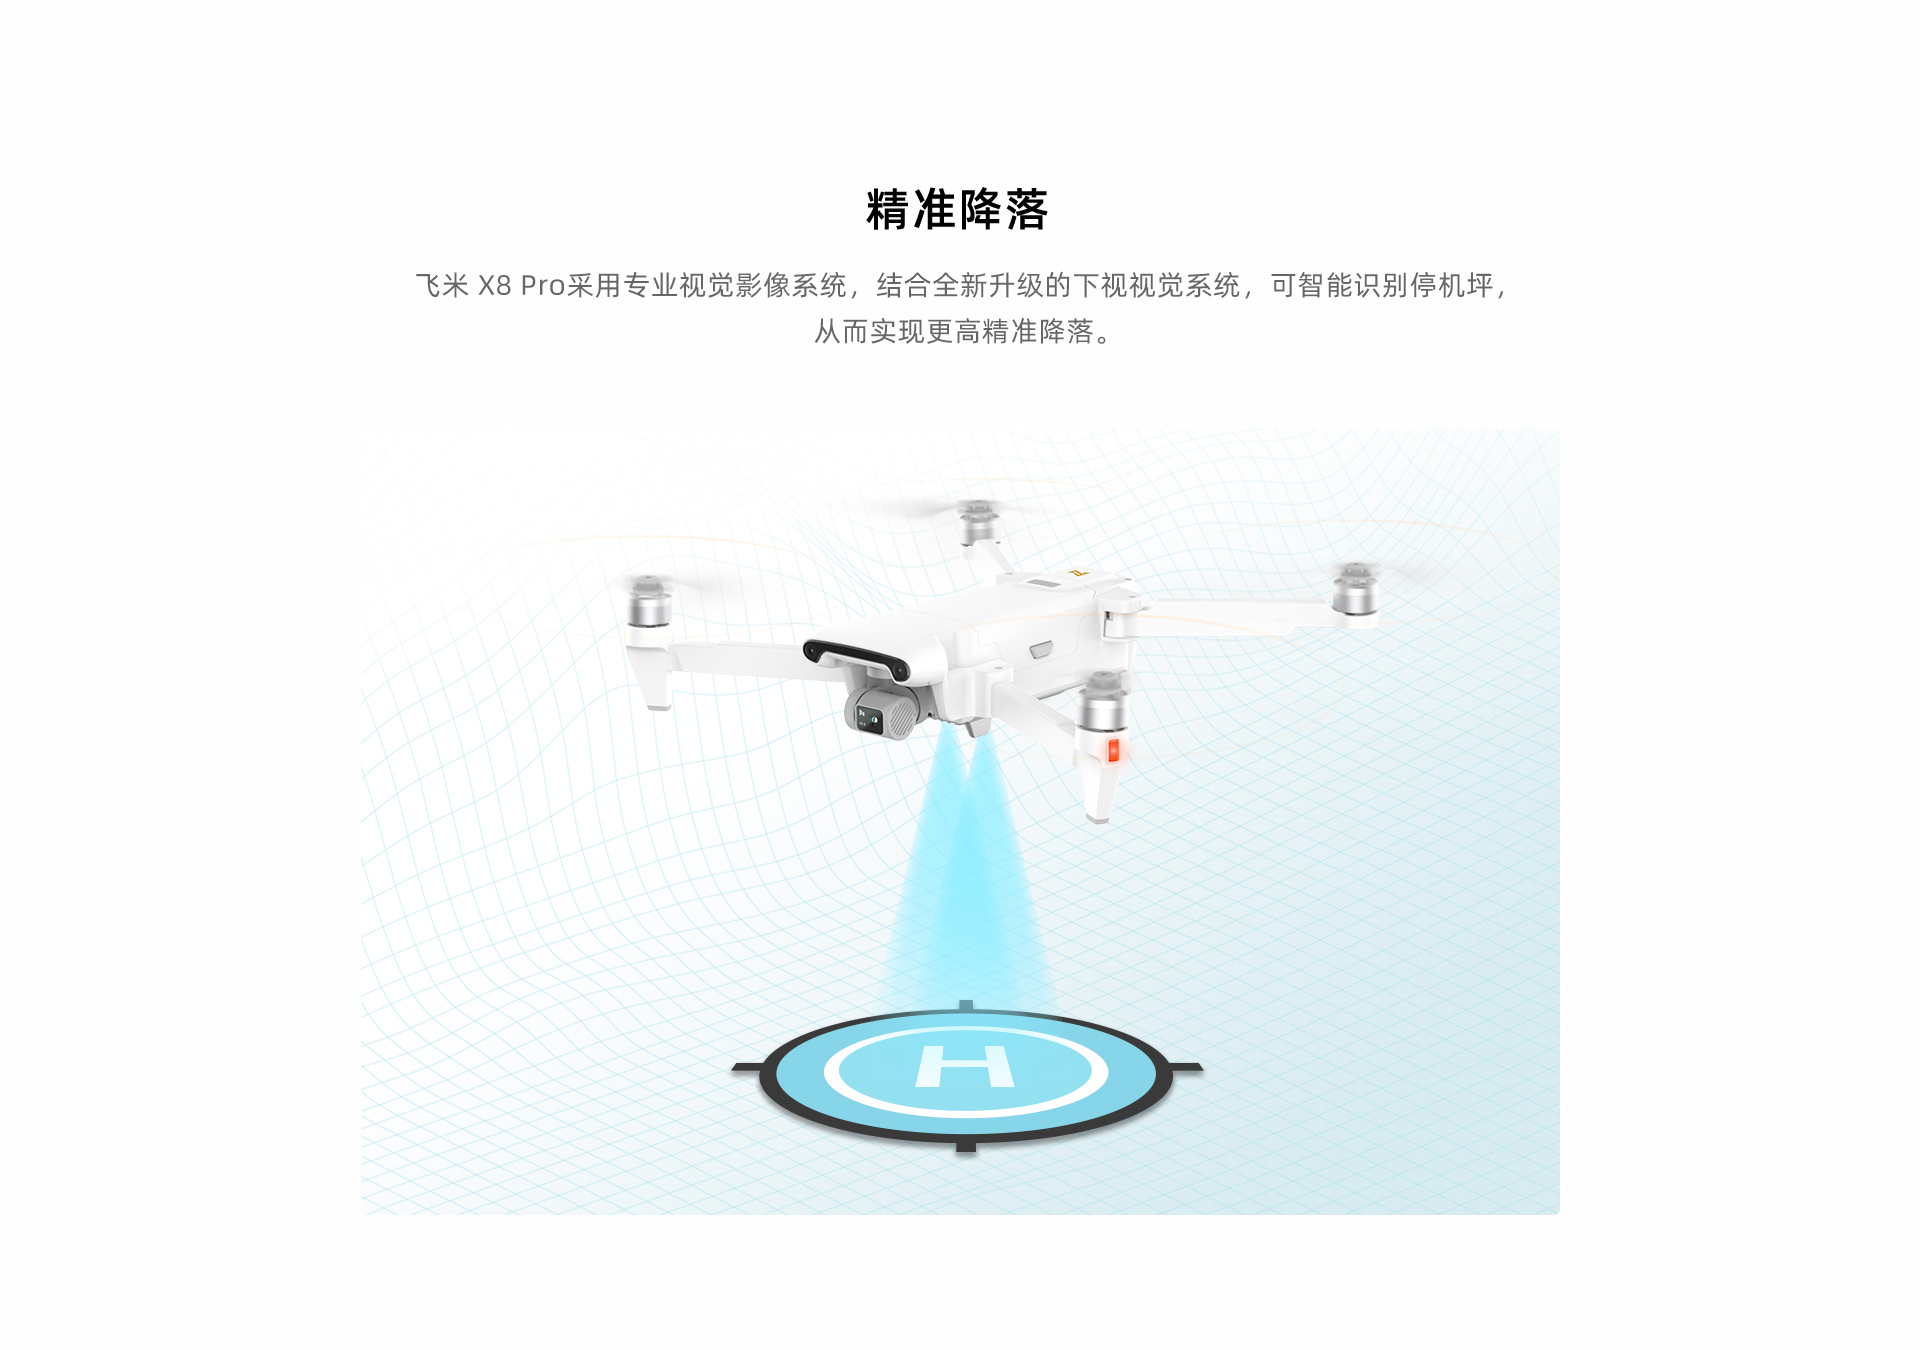 精准降落
飞米 X8 Pro采用专业视觉影像系统，结合全新升级的下视视觉系统，可智能识别停机坪，
从而实现更高精准降落。
H